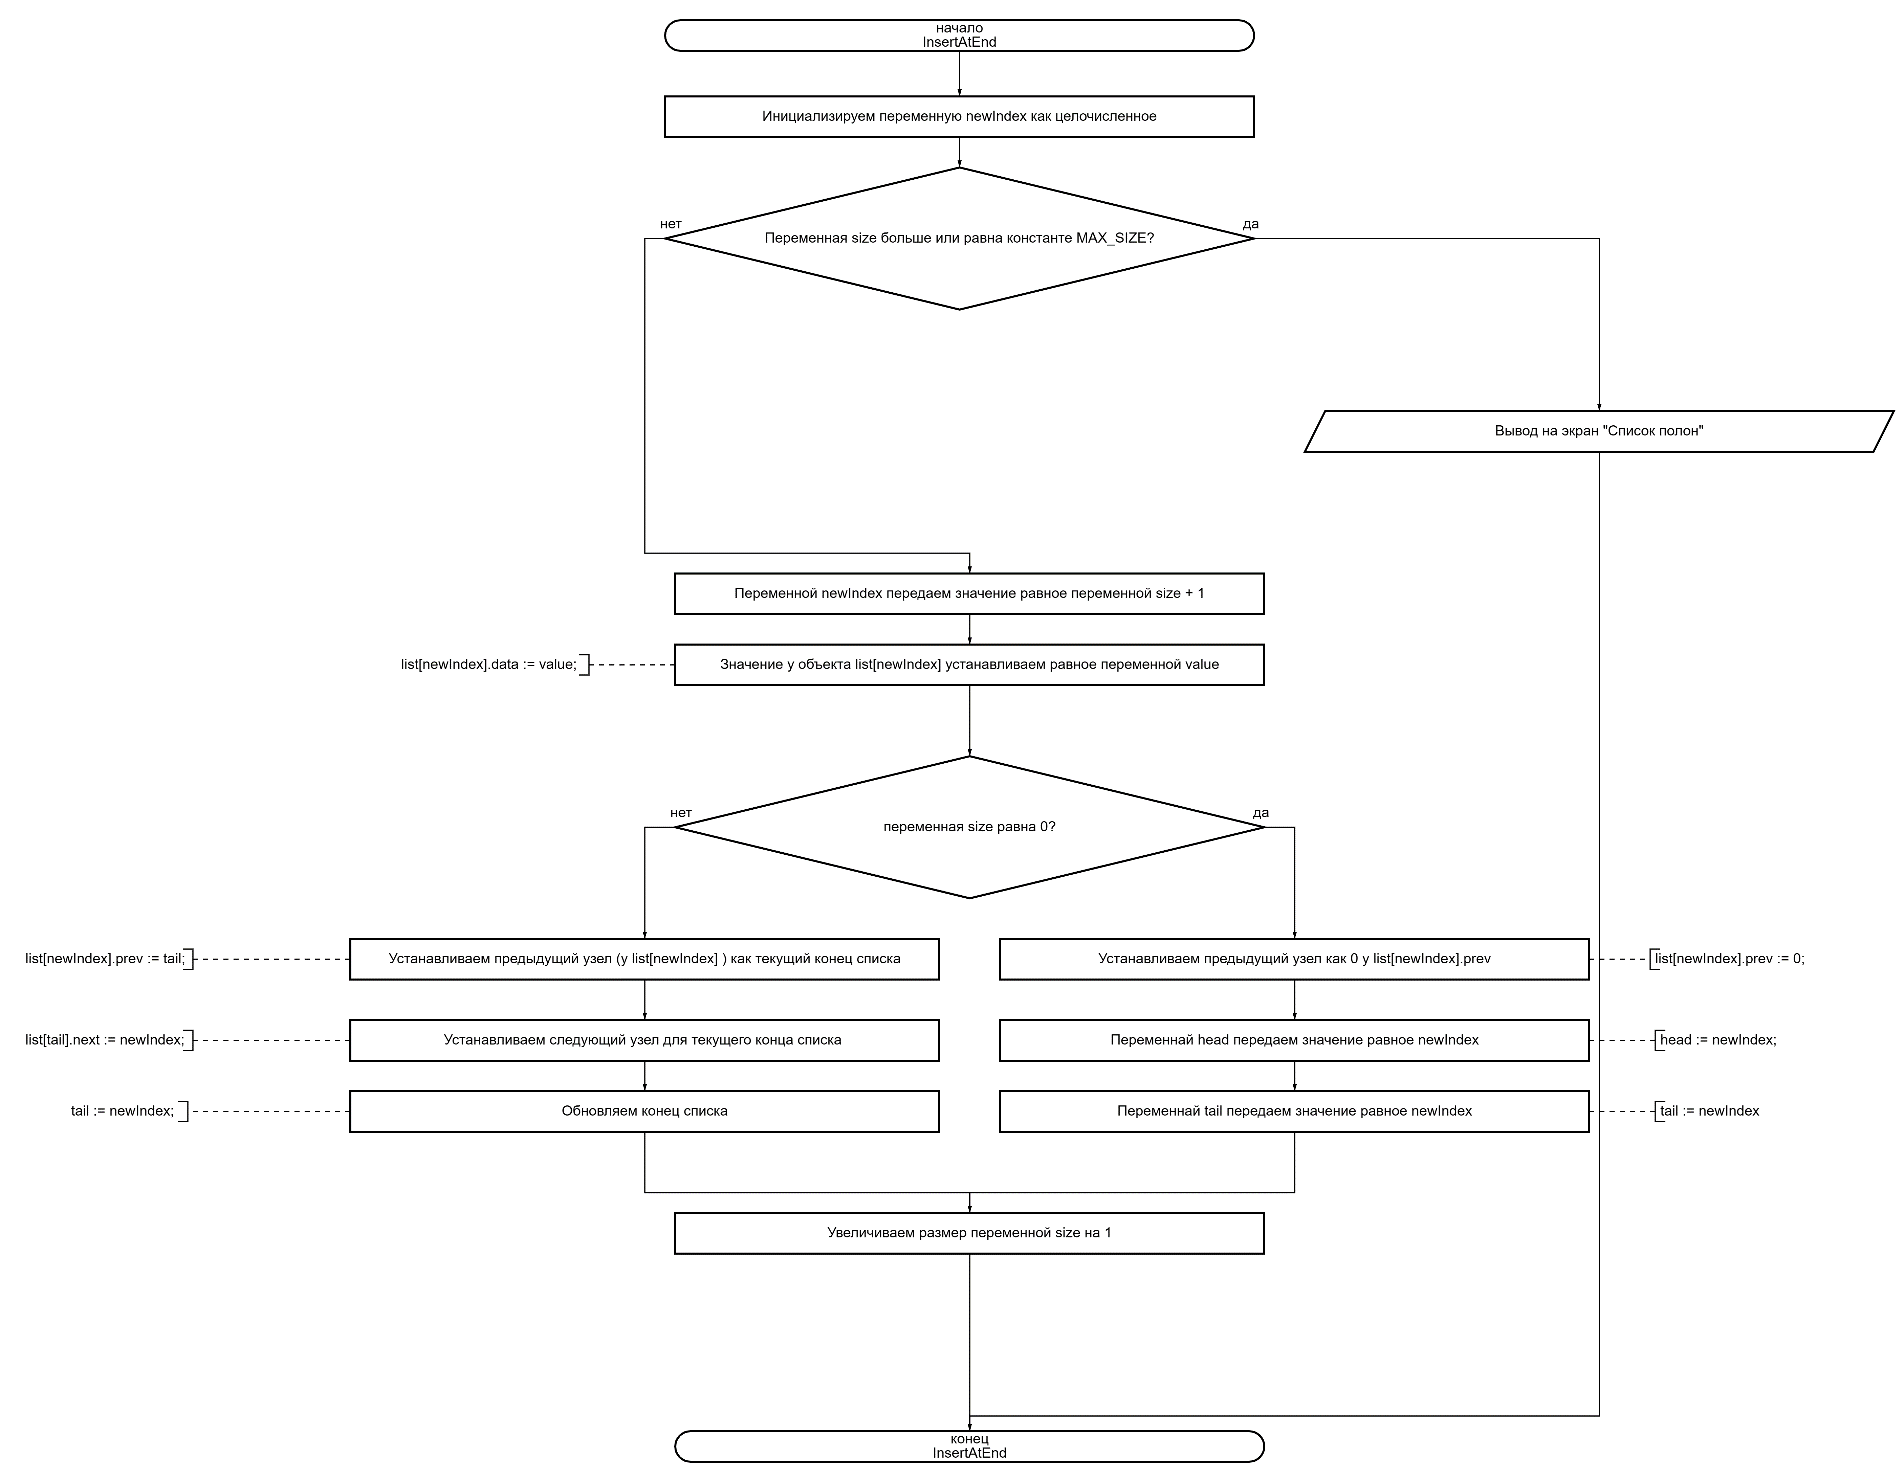 начало
InsertAtEnd
Инициализируем переменную newIndex как целочисленное
нет
да
Переменная size больше или равна константе MAX_SIZE?
Вывод на экран "Список полон"
Переменной newIndex передаем значение равное переменной size + 1
list[newIndex].data := value;
Значение у объекта list[newIndex] устанавливаем равное переменной value
нет
да
переменная size равна 0?
list[newIndex].prev := tail;
Устанавливаем предыдущий узел (у list[newIndex] ) как текущий конец списка
Устанавливаем предыдущий узел как 0 у list[newIndex].prev
list[newIndex].prev := 0;
list[tail].next := newIndex;
Устанавливаем следующий узел для текущего конца списка
Переменнай head передаем значение равное newIndex
head := newIndex;
tail := newIndex;
Обновляем конец списка
Переменнай tail передаем значение равное newIndex
tail := newIndex
Увеличиваем размер переменной size на 1
конец
InsertAtEnd